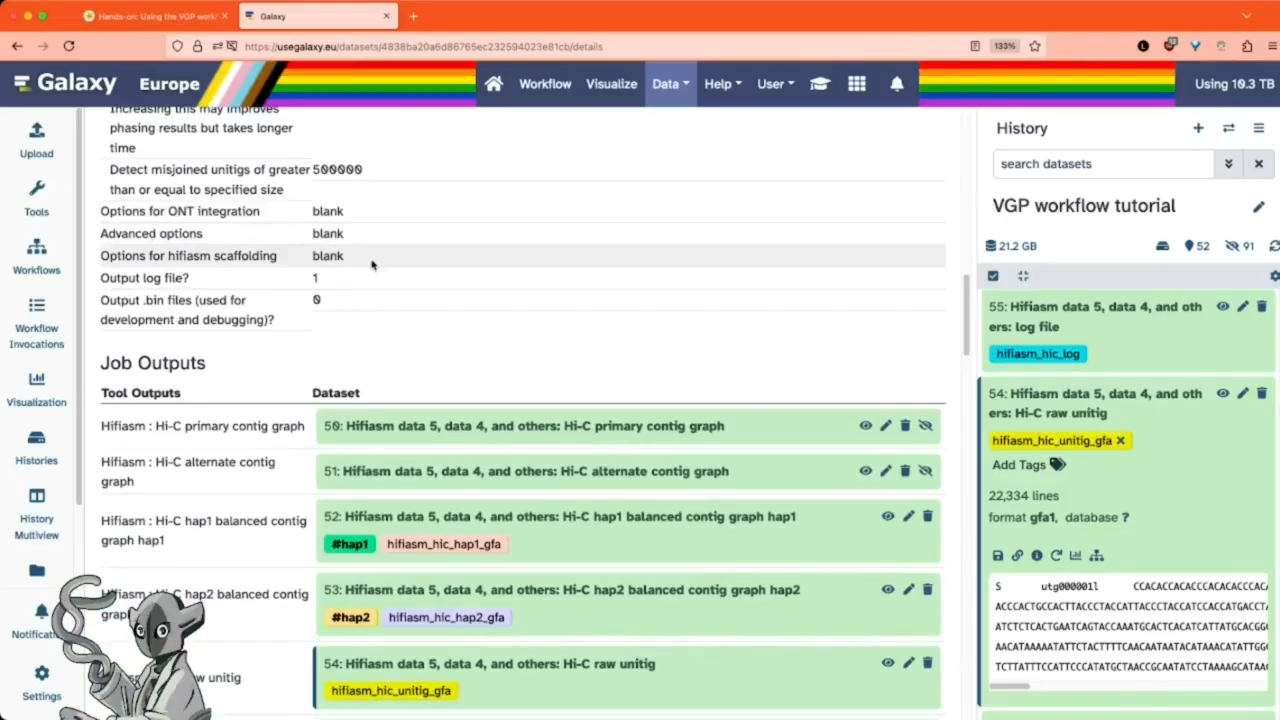 Hands-on: Using the VGP work
Galaxy
https://usegalaxy.eu/datasets/4838ba20a6d86765ec232594023e81cb/details
133%
Galaxy Europe
Workflow Visualize Data Help User
Using 10.3 TB
Upload
Tools
Workflows
Workflow
Invocations
Visualization
Histories
History
Multiview
Settings
Increasing this may improves
phasing results but takes longer
time
Detect misjoined unitigs of greater 500000
than or equal to specified size
Options for ONT integration blank
Advanced options blank
Options for hifiasm scaffolding blank
Output log file? 1
Output .bin files (used for 0
development and debugging)?
Job Outputs
Tool Outputs Dataset
Hifiasm : Hi-C primary contig graph
50: Hifiasm data 5, data 4, and others: Hi-C primary contig graph
Hifiasm : Hi-C alternate contig
graph
51: Hifiasm data 5, data 4, and others: Hi-C alternate contig graph
Hifiasm : Hi-C hap1 balanced contig
graph hap1
52: Hifiasm data 5, data 4, and others: Hi-C hap1 balanced contig graph hap1
#hap1 hifiasm_hic_hap1_gfa
C hap2 balanced contig
53: Hifiasm data 5, data 4, and others: Hi-C hap2 balanced contig graph hap2
#hap2 hifiasm_hic_hap2_gfa
w unitig
54: Hifiasm data 5, data 4, and others: Hi-C raw unitig
hifiasm_hic_unitig_gfa
History
search datasets
VGP workflow tutorial
21.2 GB 52 91
55: Hifiasm data 5, data 4, and oth
ers: log file
hifiasm_hic_log
54: Hifiasm data 5, data 4, and oth
ers: Hi-C raw unitig
hifiasm_hic_unitig_gfa ×
Add Tags
22,334 lines
format gfa1, database ?
S utg000001l CCACACCACACCCACACACCCACA